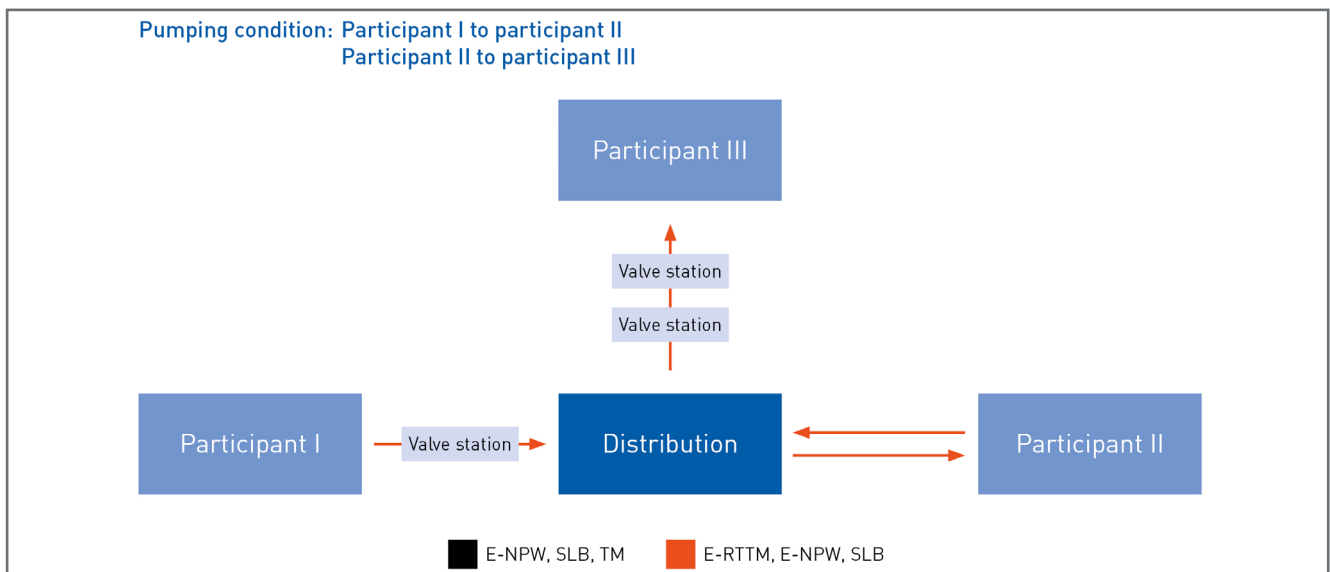 Pumping condition: Participant I to participant II
Participant II to participant III
Participant III
Valve station
Valve station
Participant I
Valve station
Distribution
Participant II
E-NPW, SLB, TM
E-RTTM, E-NPW, SLB